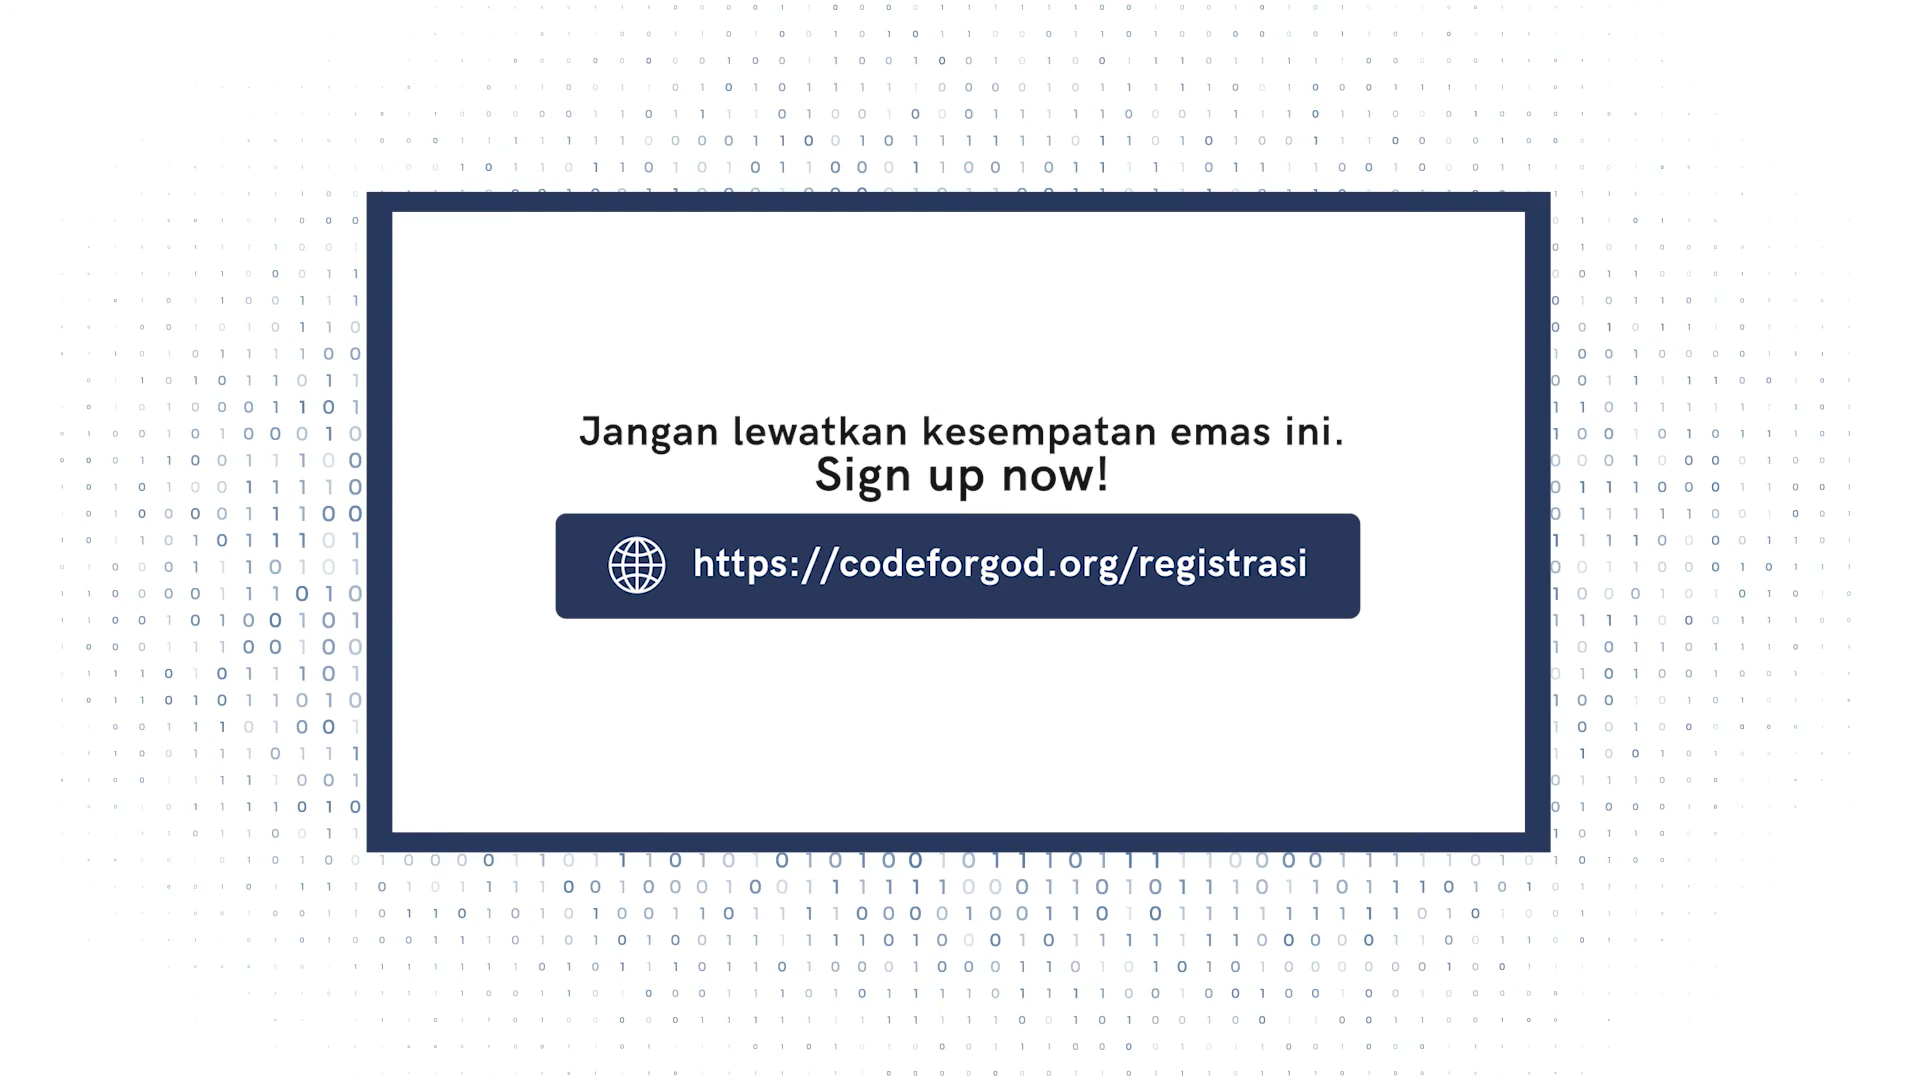 Jangan lewatkan kesempatan emas ini.
Sign up now!
https://codeforgod.org/registrasi